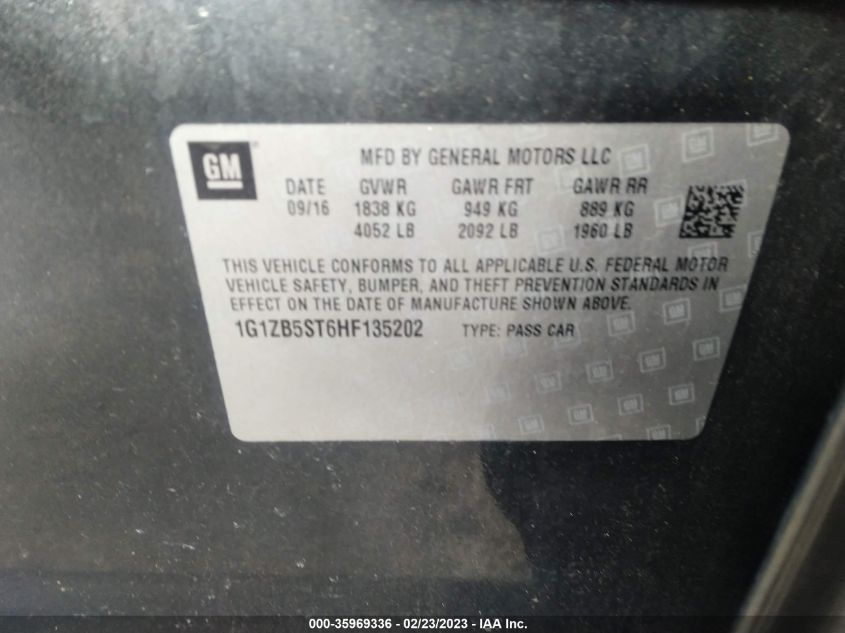 GM
MFD BY GENERAL MOTORS LLC
DATE GVWR GAWR FRT GAWR RR
09/16 1838 KG 949 KG 889 KG
4052 LB 2092 LB 1960 LB
THIS VEHICLE CONFORMS TO ALL APPLICABLE U.S. FEDERAL MOTOR
VEHICLE SAFETY, BUMPER, AND THEFT PREVENTION STANDARDS IN
EFFECT ON THE DATE OF MANUFACTURE SHOWN ABOVE.
1G1ZB5ST6HF135202 TYPE: PASS CAR
000-35969336 - 02/23/2023 - IAA Inc.